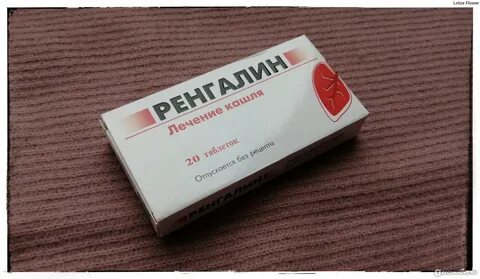 Lotus Flower
РЕНГАЛИН
Лечение кашля
20 таблеток
Отпускается без рецепта
РЕНГАЛИН